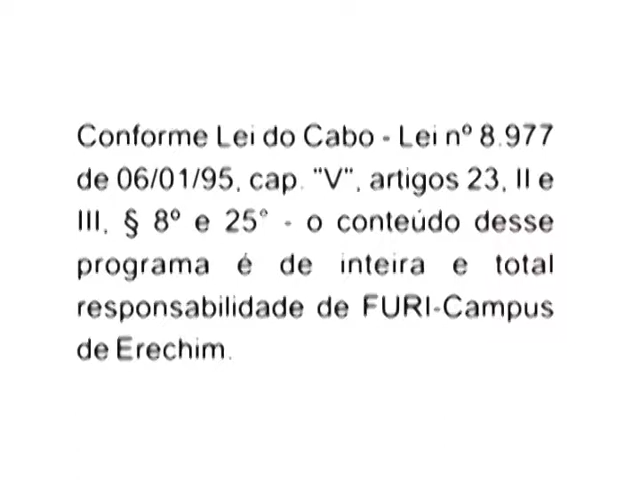 Conforme Lei do Cabo - Lei nº 8.977
de 06/01/95, cap. "V", artigos 23, II e
III, § 8º e 25° - o conteúdo desse
programa é de inteira e total
responsabilidade de FURI-Campus
de Erechim.